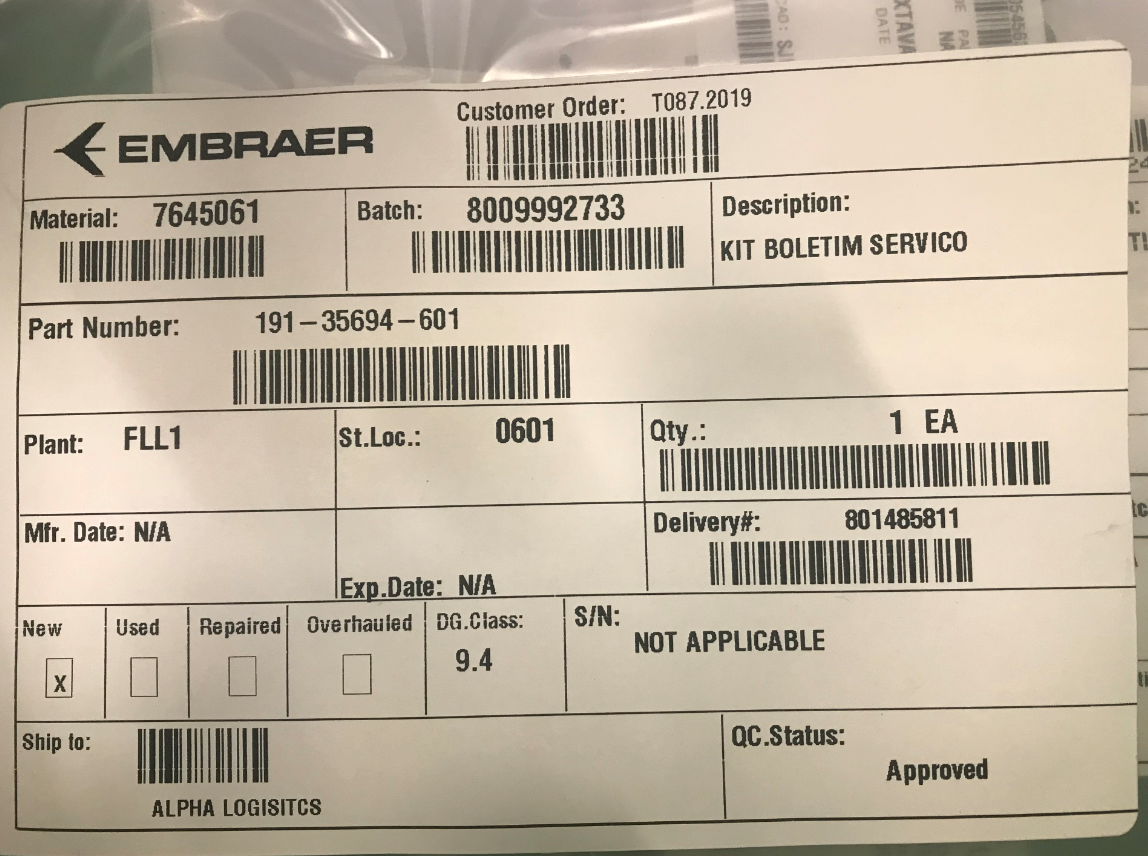 EMBRAER
Customer Order: T087.2019
Material: 7645061
Batch: 8009992733
Description:
KIT BOLETIM SERVICO
Part Number: 191-35694-601
Plant: FLL1
St.Loc.: 0601
Qty.: 1 EA
Mfr. Date: N/A
Exp.Date: N/A
Delivery#: 801485811
New
X
Used
Repaired
Overhauled
DG.Class:
9.4
S/N:
NOT APPLICABLE
Ship to:
ALPHA LOGISITCS
QC.Status:
Approved
DATE